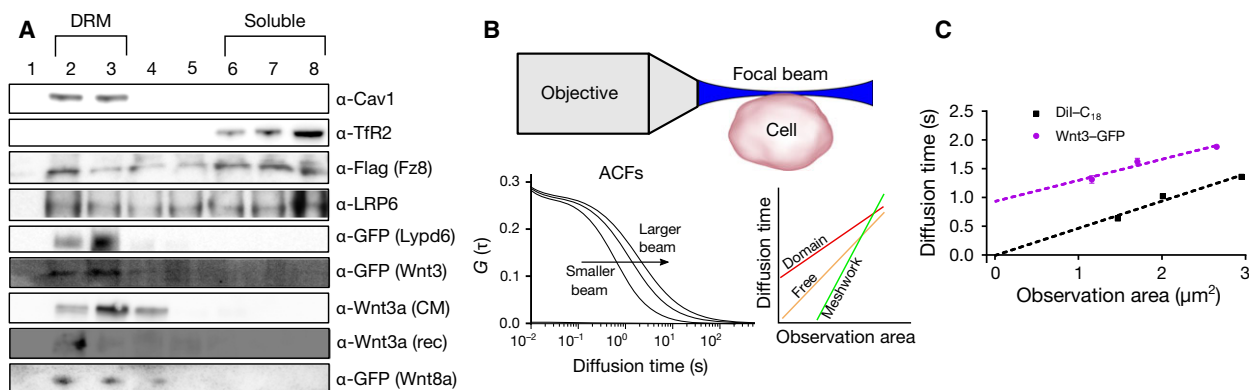 A
DRM
Soluble
1 2 3 4 5 6 7 8
α-Cav1
α-TfR2
α-Flag (Fz8)
α-LRP6
α-GFP (Lypd6)
α-GFP (Wnt3)
α-Wnt3a (CM)
α-Wnt3a (rec)
α-GFP (Wnt8a)
B
Objective
Focal beam
Cell
ACFs
G (τ)
0.3
0.2
0.1
0.0
Larger
beam
Smaller
beam
10⁻² 10⁻¹ 10⁰ 10¹ 10²
Diffusion time (s)
Diffusion time
Domain
Free
Meshwork
Observation area
C
DiI–C₁₈
Wnt3–GFP
Diffusion time (s)
2.5
2.0
1.5
1.0
0.5
0.0
0 1 2 3
Observation area (μm²)